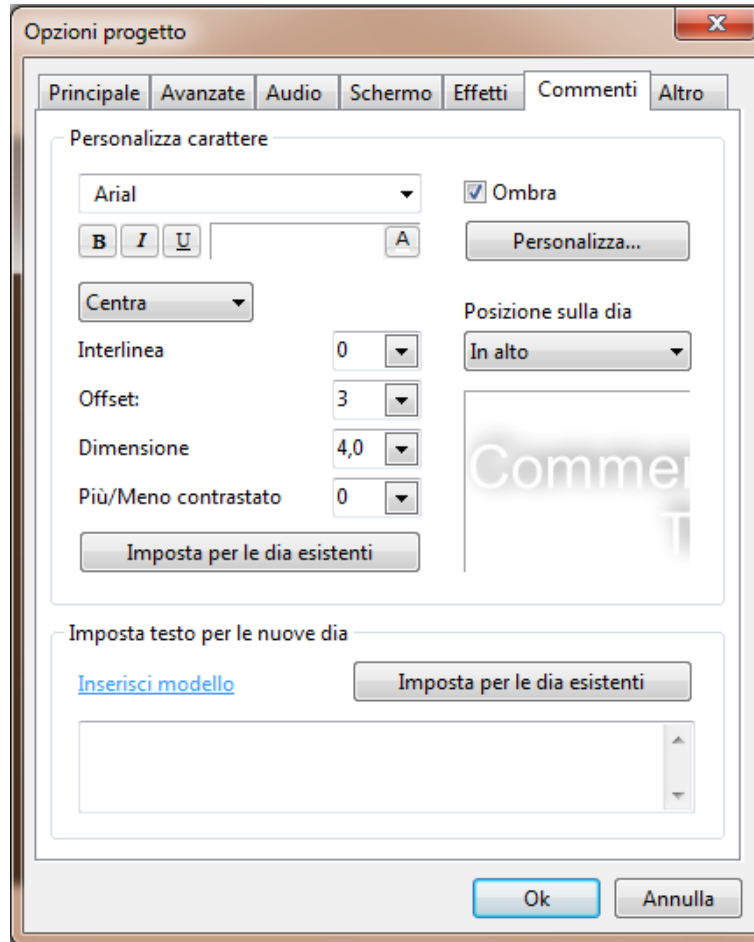 Opzioni progetto
Principale Avanzate Audio Schermo Effetti Commenti Altro
Personalizza carattere
Arial
Ombra
B I U A
Personalizza...
Centra
Posizione sulla dia
In alto
Interlinea 0
Offset: 3
Dimensione 4,0
Più/Meno contrastato 0
Imposta per le dia esistenti
Commen
T
Imposta testo per le nuove dia
Inserisci modello
Imposta per le dia esistenti
Ok Annulla